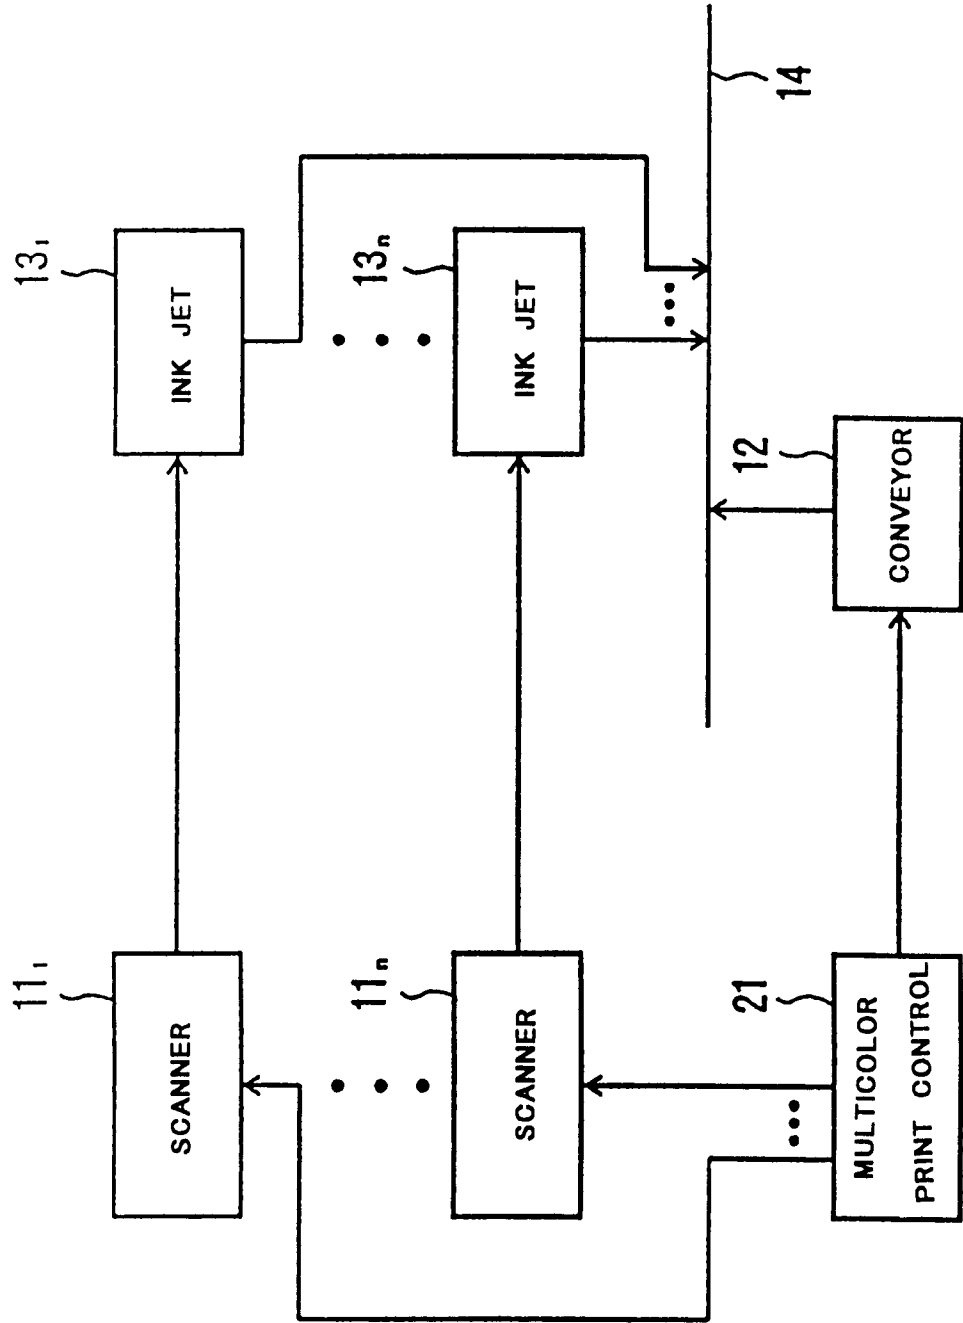 11₁
SCANNER
13₁
INK JET
11ₙ
SCANNER
13ₙ
INK JET
14
21
MULTICOLOR
PRINT CONTROL
12
CONVEYOR